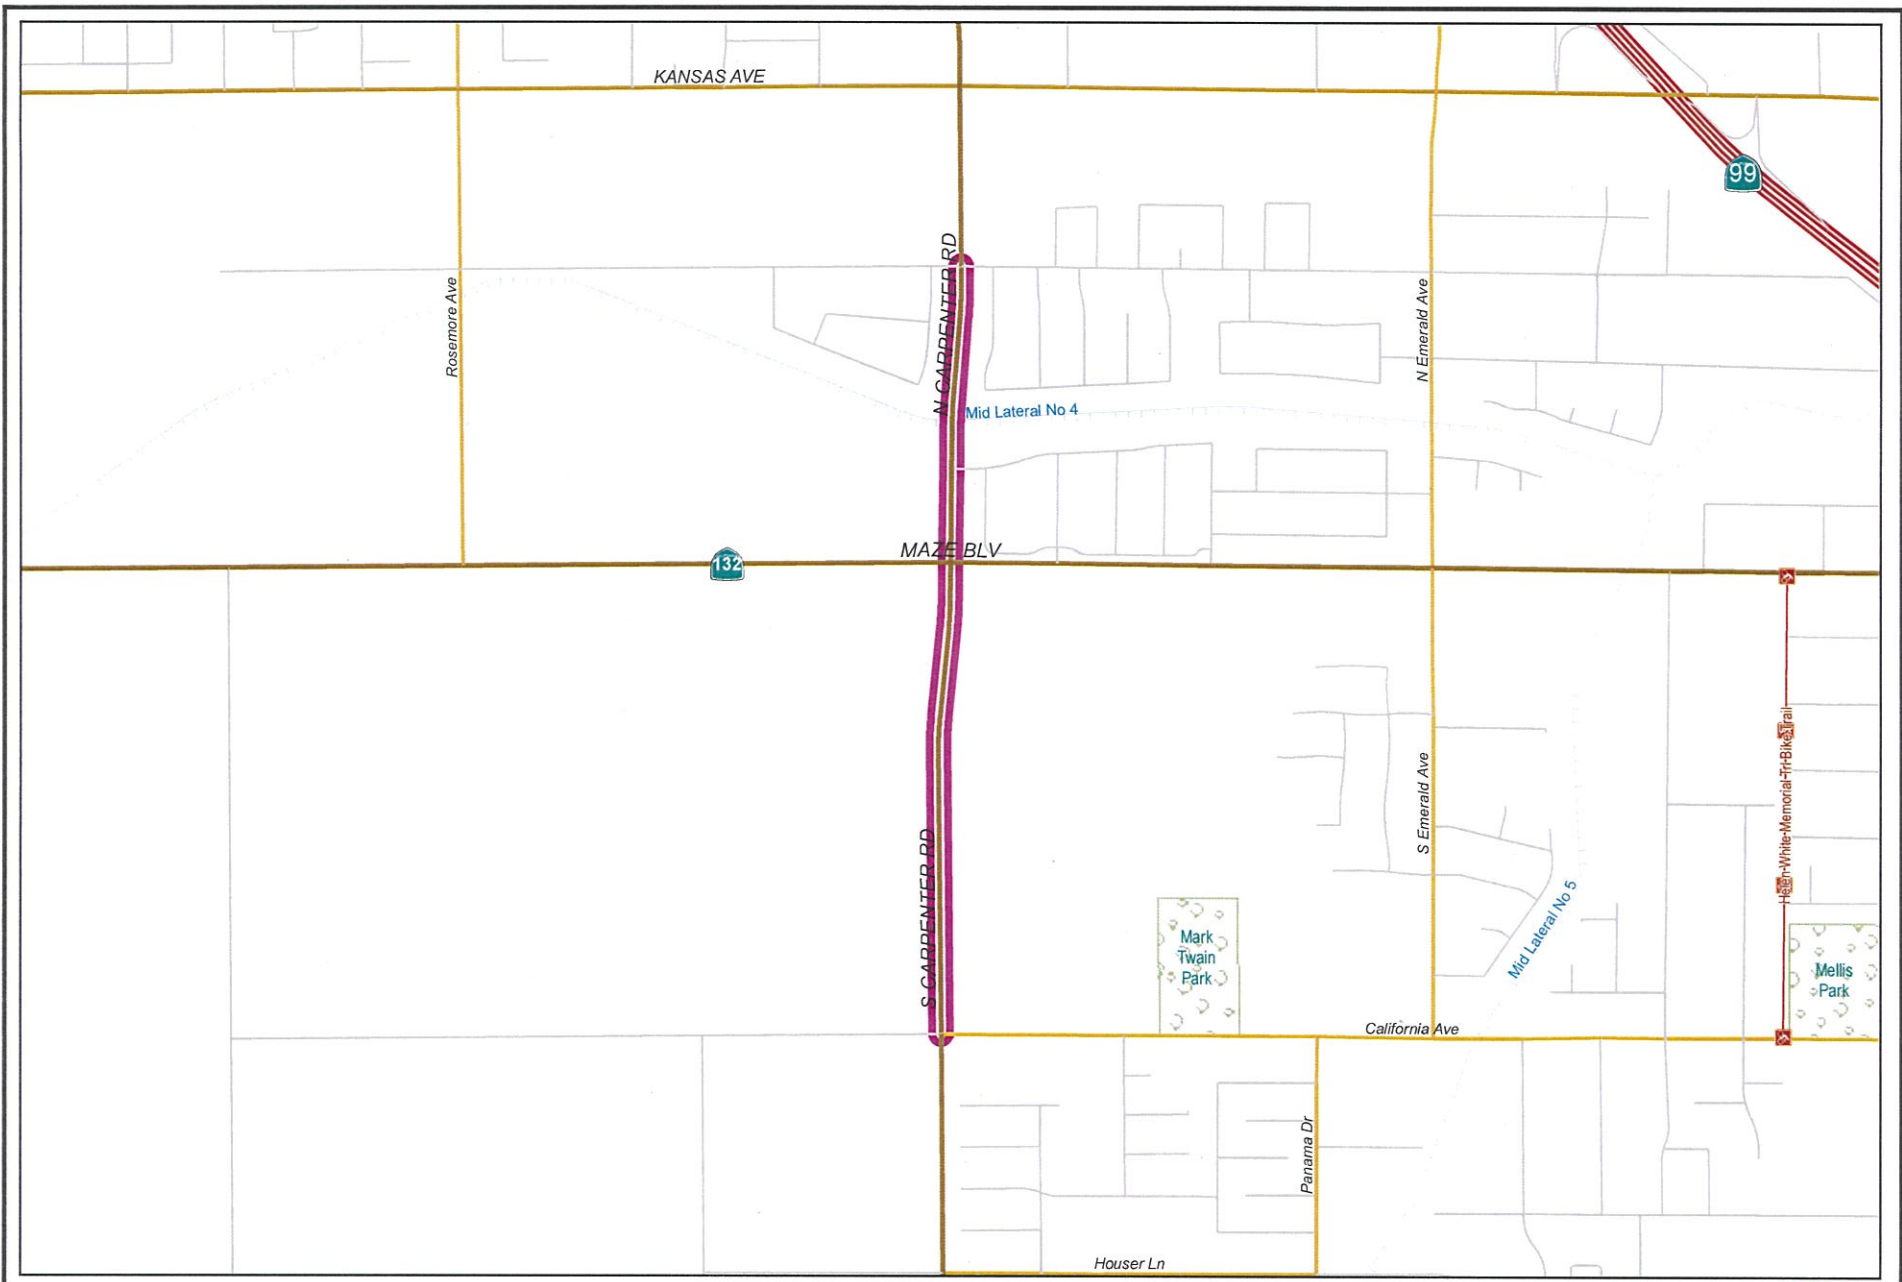 KANSAS AVE
99
N CARPENTER RD
Rosemore Ave
N Emerald Ave
Mid Lateral No 4
MAZE BLV
132
S Emerald Ave
Helen-White-Memorial-Tri-Bike-Trail
S CARPENTER RD
Mid Lateral No 5
Mark
Twain
Park
Mellis
Park
California Ave
Panama Dr
Houser Ln